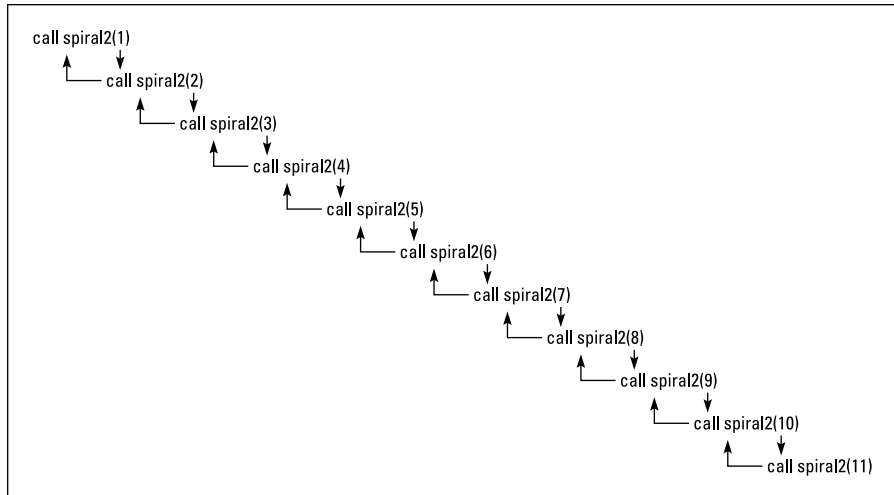 call spiral2(1)
call spiral2(2)
call spiral2(3)
call spiral2(4)
call spiral2(5)
call spiral2(6)
call spiral2(7)
call spiral2(8)
call spiral2(9)
call spiral2(10)
call spiral2(11)